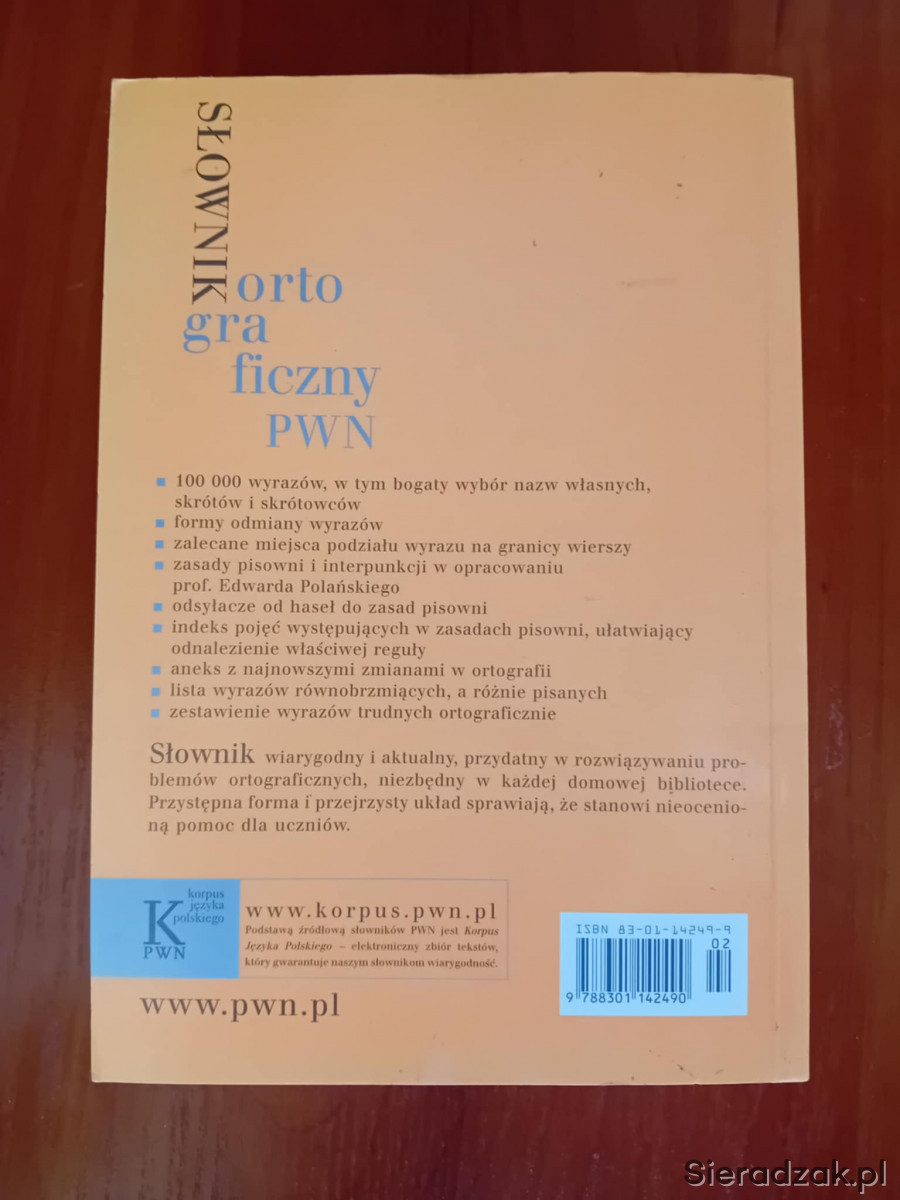 SŁOWNIK
orto
gra
ficzny
PWN
100 000 wyrazów, w tym bogaty wybór nazw własnych,
skrótów i skrótowców
formy odmiany wyrazów
zalecane miejsca podziału wyrazu na granicy wierszy
zasady pisowni i interpunkcji w opracowaniu
prof. Edwarda Polańskiego
odsyłacze od haseł do zasad pisowni
indeks pojęć występujących w zasadach pisowni, ułatwiający
odnalezienie właściwej reguły
aneks z najnowszymi zmianami w ortografii
lista wyrazów równobrzmiących, a różnie pisanych
zestawienie wyrazów trudnych ortograficznie
Słownik wiarygodny i aktualny, przydatny w rozwiązywaniu pro-
blemów ortograficznych, niezbędny w każdej domowej bibliotece.
Przystępna forma i przejrzysty układ sprawiają, że stanowi nieocenio-
ną pomoc dla uczniów.
korpus
języka
polskiego
K
PWN
www.korpus.pwn.pl
Podstawą źródłową słowników PWN jest Korpus
Języka Polskiego – elektroniczny zbiór tekstów,
który gwarantuje naszym słownikom wiarygodność.
www.pwn.pl
ISBN 83-01-14249-9
02
9 788301 142490
Sieradzak.pl